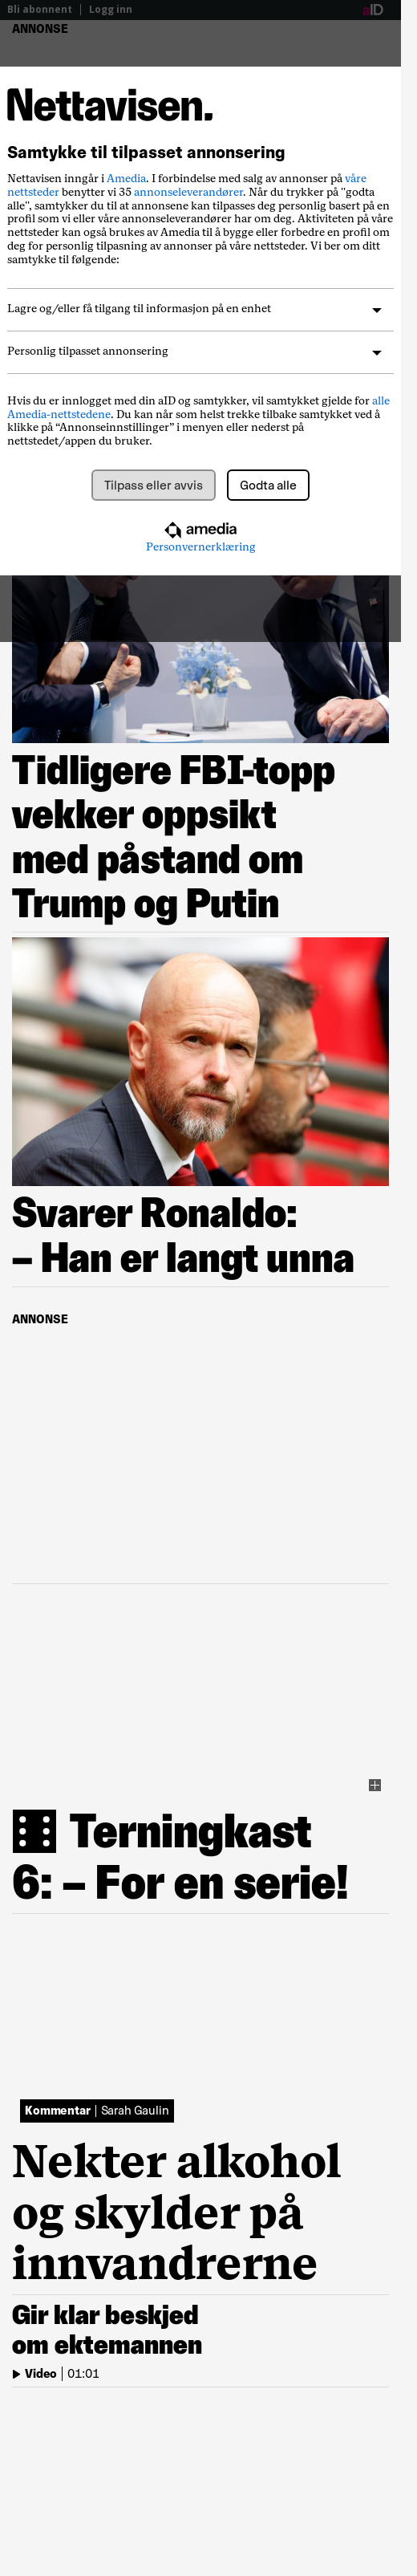 Bli abonnent | Logg inn aID
ANNONSE
Nettavisen.
Samtykke til tilpasset annonsering
Nettavisen inngår i Amedia. I forbindelse med salg av annonser på våre
nettsteder benytter vi 35 annonseleverandører. Når du trykker på "godta
alle", samtykker du til at annonsene kan tilpasses deg personlig basert på en
profil som vi eller våre annonseleverandører har om deg. Aktiviteten på våre
nettsteder kan også brukes av Amedia til å bygge eller forbedre en profil om
deg for personlig tilpasning av annonser på våre nettsteder. Vi ber om ditt
samtykke til følgende:
Lagre og/eller få tilgang til informasjon på en enhet
Personlig tilpasset annonsering
Hvis du er innlogget med din aID og samtykker, vil samtykket gjelde for alle
Amedia-nettstedene. Du kan når som helst trekke tilbake samtykket ved å
klikke på “Annonseinnstillinger” i menyen eller nederst på
nettstedet/appen du bruker.
Tilpass eller avvis Godta alle
amedia
Personvernerklæring
Tidligere FBI-topp
vekker oppsikt
med påstand om
Trump og Putin
Svarer Ronaldo:
– Han er langt unna
ANNONSE
Terningkast
6: – For en serie!
Kommentar | Sarah Gaulin
Nekter alkohol
og skylder på
innvandrerne
Gir klar beskjed
om ektemannen
Video | 01:01